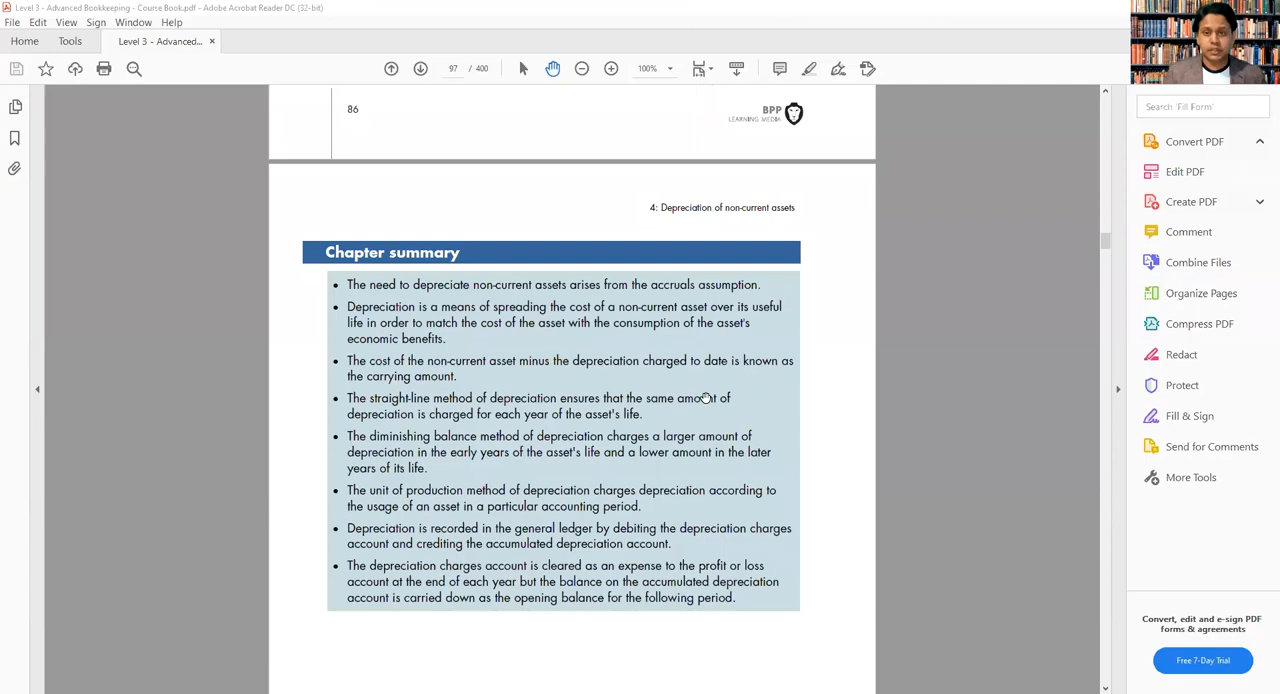 Level 3 - Advanced Bookkeeping - Course Book.pdf - Adobe Acrobat Reader DC (32-bit)
File Edit View Sign Window Help
Home Tools Level 3 - Advanced... ×
97 / 400 100%
86
BPP
LEARNING MEDIA
4: Depreciation of non-current assets
Chapter summary
• The need to depreciate non-current assets arises from the accruals assumption.
• Depreciation is a means of spreading the cost of a non-current asset over its useful
life in order to match the cost of the asset with the consumption of the asset's
economic benefits.
• The cost of the non-current asset minus the depreciation charged to date is known as
the carrying amount.
• The straight-line method of depreciation ensures that the same amount of
depreciation is charged for each year of the asset's life.
• The diminishing balance method of depreciation charges a larger amount of
depreciation in the early years of the asset's life and a lower amount in the later
years of its life.
• The unit of production method of depreciation charges depreciation according to
the usage of an asset in a particular accounting period.
• Depreciation is recorded in the general ledger by debiting the depreciation charges
account and crediting the accumulated depreciation account.
• The depreciation charges account is cleared as an expense to the profit or loss
account at the end of each year but the balance on the accumulated depreciation
account is carried down as the opening balance for the following period.
Search 'Fill Form'
Convert PDF
Edit PDF
Create PDF
Comment
Combine Files
Organize Pages
Compress PDF
Redact
Protect
Fill & Sign
Send for Comments
More Tools
Convert, edit and e-sign PDF
forms & agreements
Free 7-Day Trial